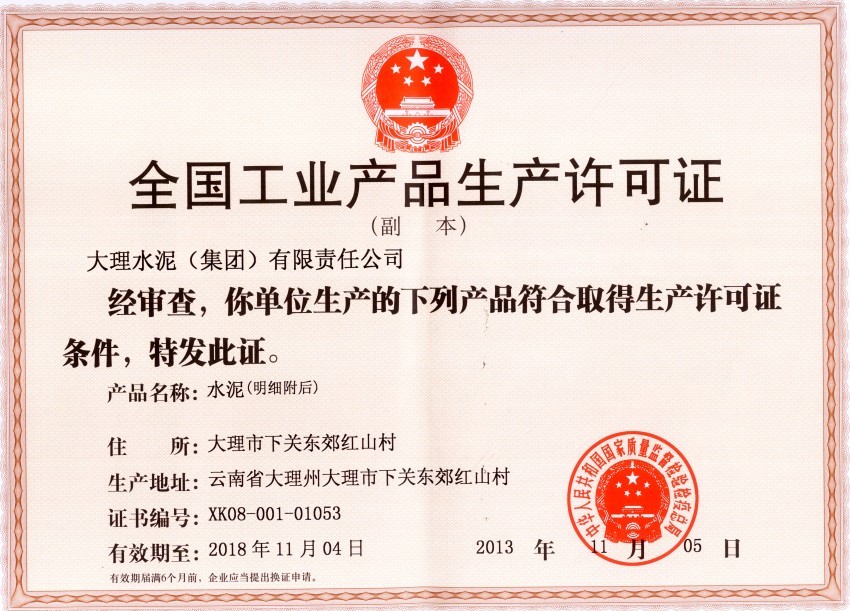 全国工业产品生产许可证
（副 本）
大理水泥（集团）有限责任公司
经审查，你单位生产的下列产品符合取得生产许可证
条件，特发此证。
产品名称：水泥（明细附后）
住 所：大理市下关东郊红山村
生产地址：云南省大理州大理市下关东郊红山村
证书编号：XK08-001-01053
有效期至：2018 年 11 月 04 日
2013 年 11 月 05 日
有效期届满6个月前，企业应当提出换证申请。
中华人民共和国国家质量监督检验检疫总局